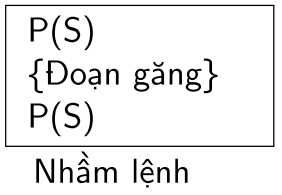 P(S)
{Đoạn găng}
P(S)
Nhầm lệnh